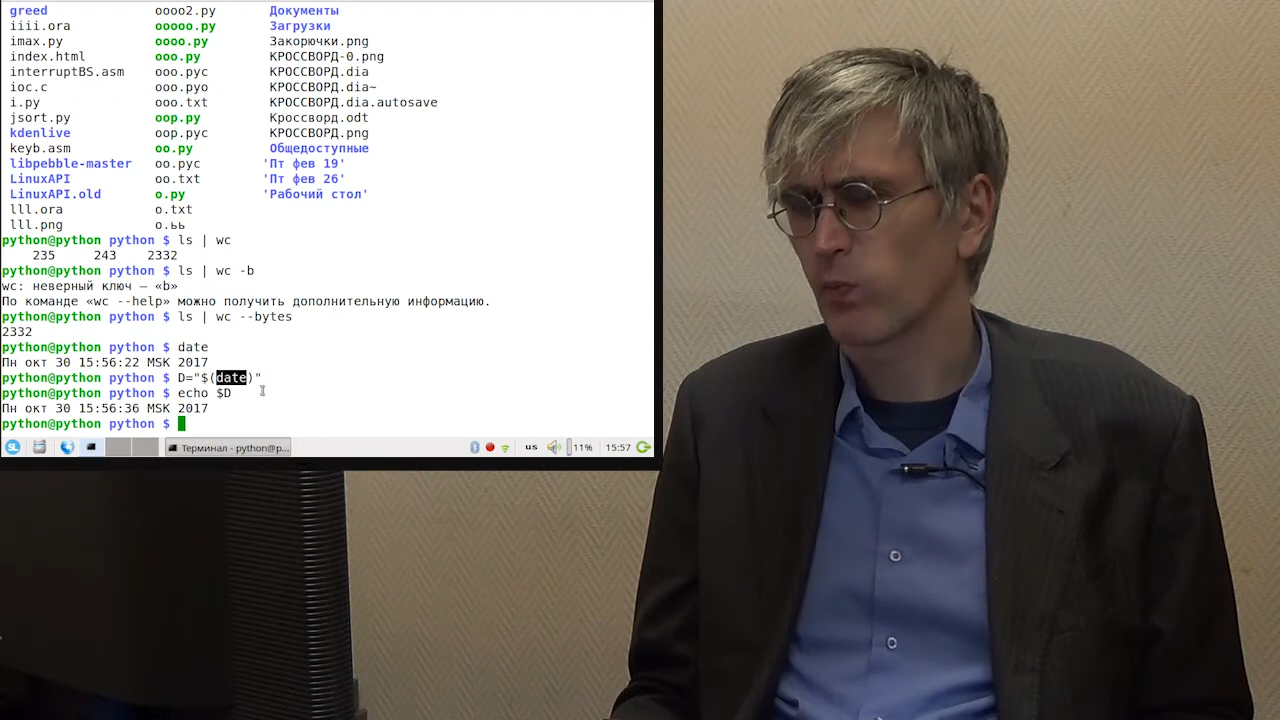 greed oooo2.py Документы
iiii.ora ooooo.py Загрузки
imax.py oooo.py Закорючки.png
index.html ooo.py КРОССВОРД-0.png
interruptBS.asm ooo.pyc КРОССВОРД.dia
ioc.c ooo.pyo КРОССВОРД.dia~
i.py ooo.txt КРОССВОРД.dia.autosave
jsort.py oop.py Кроссворд.odt
kdenlive oop.pyc КРОССВОРД.png
keyb.asm oo.py Общедоступные
libpebble-master oo.pyc 'Пт фев 19'
LinuxAPI oo.txt 'Пт фев 26'
LinuxAPI.old o.py 'Рабочий стол'
lll.ora o.txt
lll.png o.ьь
python@python python $ ls | wc
235 243 2332
python@python python $ ls | wc -b
wc: неверный ключ — «b»
По команде «wc --help» можно получить дополнительную информацию.
python@python python $ ls | wc --bytes
2332
python@python python $ date
Пн окт 30 15:56:22 MSK 2017
python@python python $ D="$(date)"
python@python python $ echo $D
Пн окт 30 15:56:36 MSK 2017
python@python python $
SL Терминал - python@p... us 11% 15:57